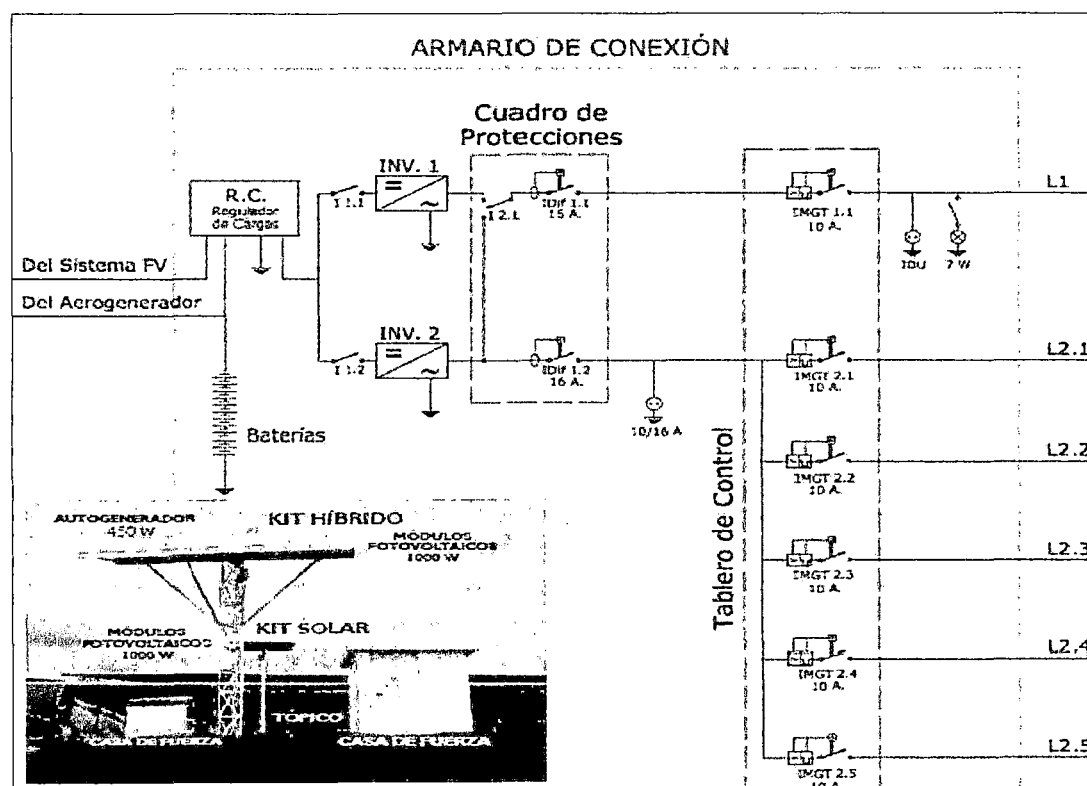 ARMARIO DE CONEXIÓN
Cuadro de
Protecciones
INV. 1
R.C.
Regulador
de Cargas
I 1.1
I 2.1
IDif 1.1
15 A.
IMGT 1.1
10 A.
L1
10U
7 W
Del Sistema FV
Del Aerogenerador
INV. 2
I 1.2
IDif 1.2
16 A.
IMGT 2.1
10 A.
L2.1
10/16 A
Baterías
Tablero de Control
IMGT 2.2
10 A.
L2.2
AUTOGENERADOR
450 W
KIT HÍBRIDO
MÓDULOS
FOTOVOLTAICOS
1000 W
IMGT 2.3
10 A.
L2.3
MÓDULOS
FOTOVOLTAICOS
1000 W
KIT SOLAR
IMGT 2.4
10 A.
L2.4
TÓPICO
CASA DE FUERZA
CASA DE FUERZA
IMGT 2.5
10 A.
L2.5